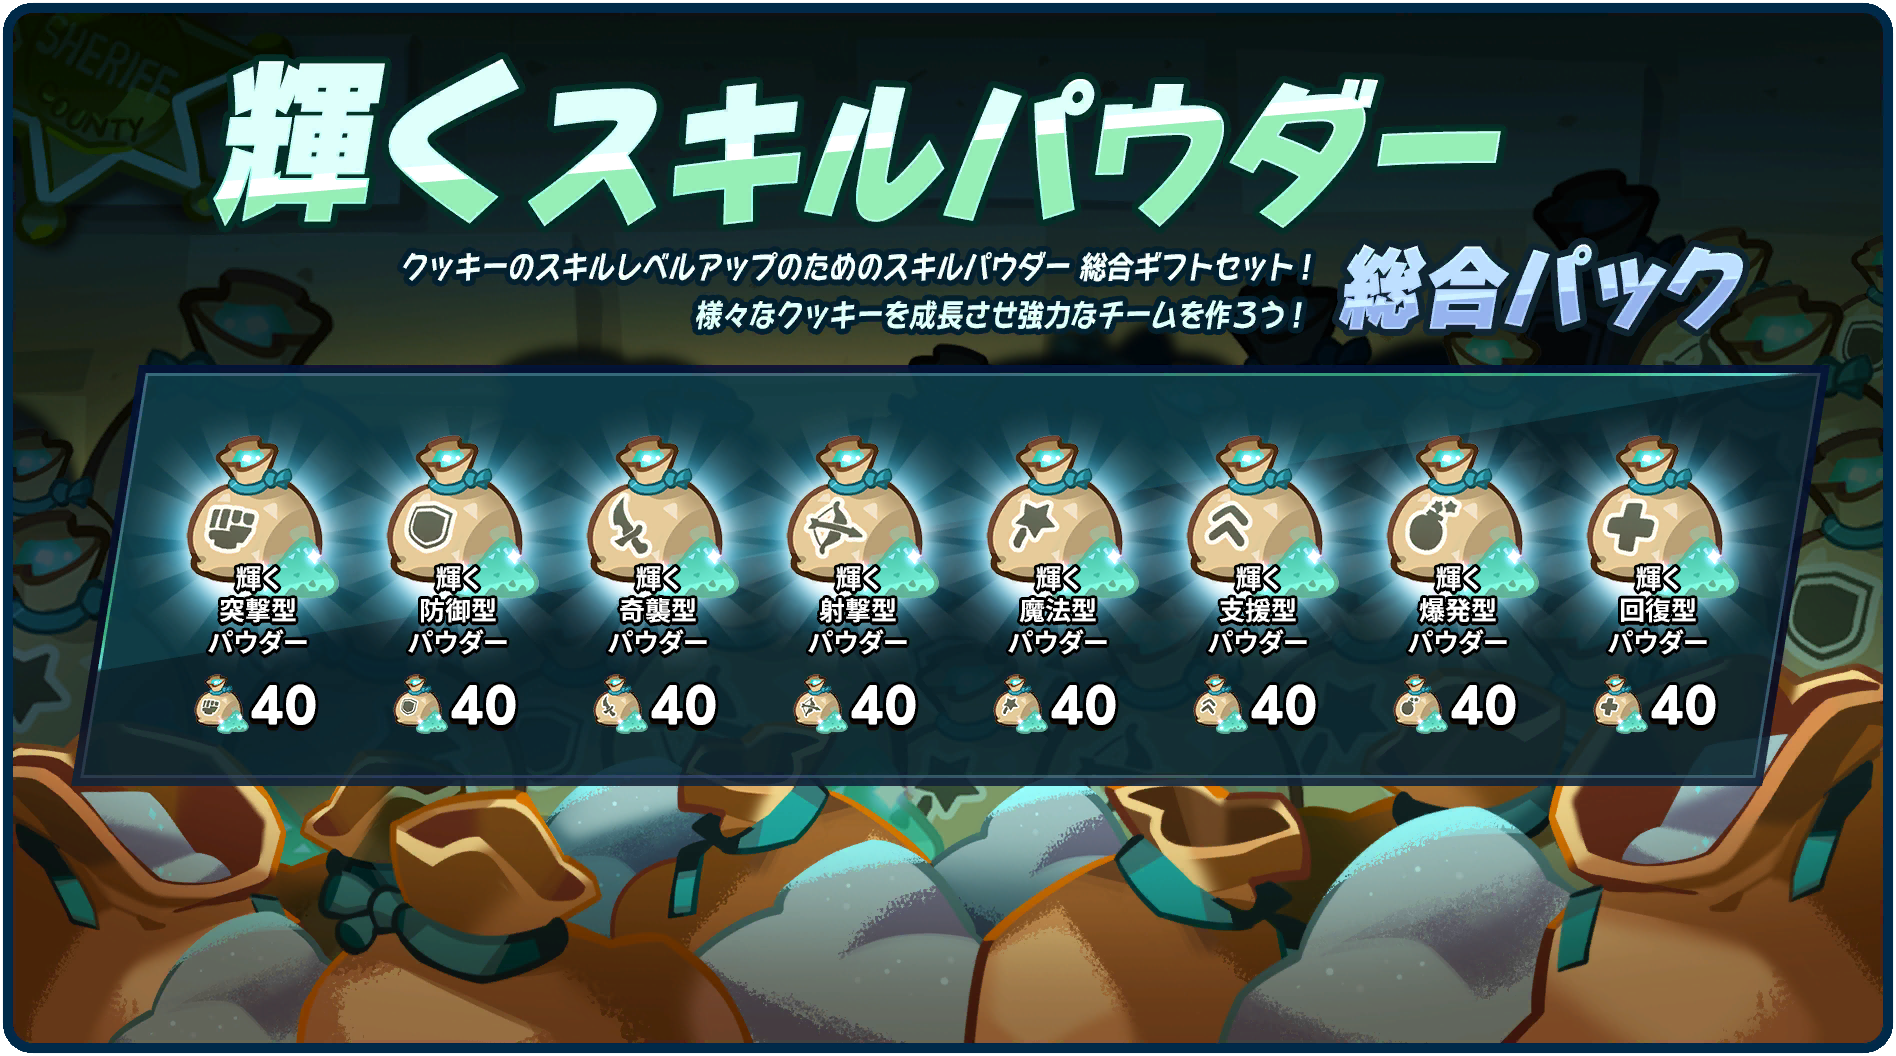 SHERIFF
COUNTY
輝くスキルパウダー
クッキーのスキルレベルアップのためのスキルパウダー 総合ギフトセット!
様々なクッキーを成長させ強力なチームを作ろう!
総合パック
輝く
突撃型
パウダー
40
輝く
防御型
パウダー
40
輝く
奇襲型
パウダー
40
輝く
射撃型
パウダー
40
輝く
魔法型
パウダー
40
輝く
支援型
パウダー
40
輝く
爆発型
パウダー
40
輝く
回復型
パウダー
40